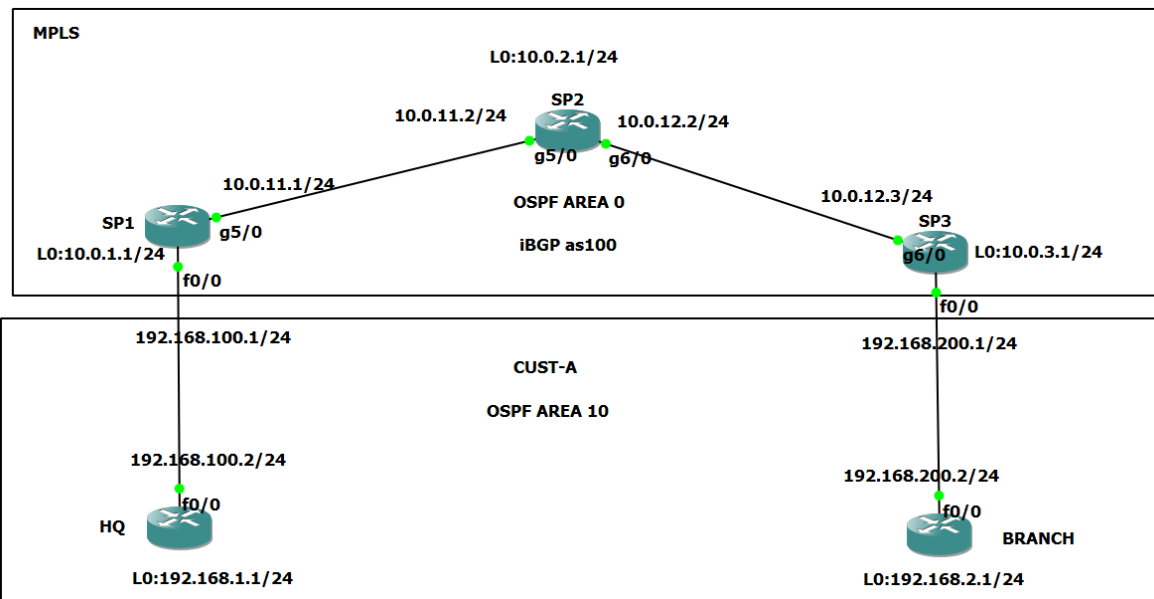 MPLS
L0:10.0.2.1/24
SP2
10.0.11.2/24
10.0.12.2/24
g5/0
g6/0
10.0.11.1/24
10.0.12.3/24
OSPF AREA 0
SP1
SP3
g5/0
iBGP as100
L0:10.0.1.1/24
g6/0
L0:10.0.3.1/24
f0/0
f0/0
192.168.100.1/24
192.168.200.1/24
CUST-A
OSPF AREA 10
192.168.100.2/24
192.168.200.2/24
f0/0
f0/0
HQ
BRANCH
L0:192.168.1.1/24
L0:192.168.2.1/24